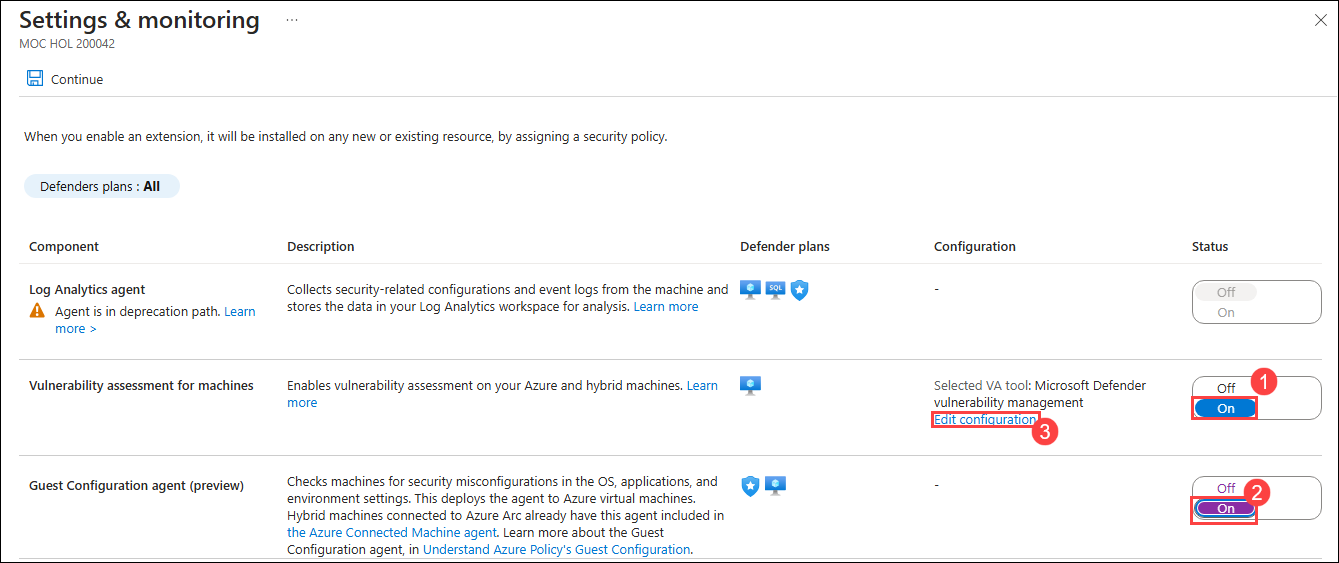 Settings & monitoring ...
MOC HOL 200042
Continue
When you enable an extension, it will be installed on any new or existing resource, by assigning a security policy.
Defenders plans : All
Component Description Defender plans Configuration Status
Log Analytics agent
Agent is in deprecation path. Learn
more >
Collects security-related configurations and event logs from the machine and
stores the data in your Log Analytics workspace for analysis. Learn more
SQL
-
Off
On
Vulnerability assessment for machines
Enables vulnerability assessment on your Azure and hybrid machines. Learn
more
Selected VA tool: Microsoft Defender
vulnerability management
Edit configuration
3
Off
1
On
Guest Configuration agent (preview)
Checks machines for security misconfigurations in the OS, applications, and
environment settings. This deploys the agent to Azure virtual machines.
Hybrid machines connected to Azure Arc already have this agent included in
the Azure Connected Machine agent. Learn more about the Guest
Configuration agent, in Understand Azure Policy's Guest Configuration.
-
Off
2
On